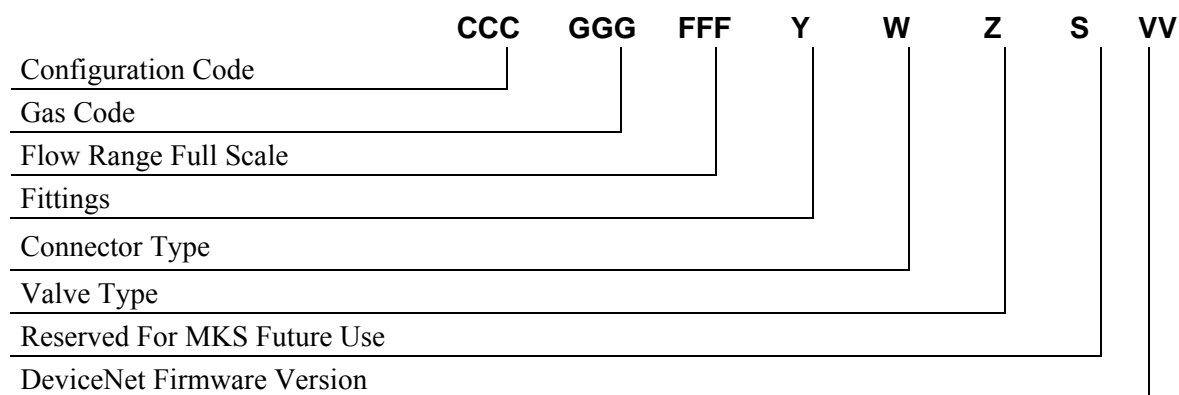 CCC GGG FFF Y W Z S VV
Configuration Code
Gas Code
Flow Range Full Scale
Fittings
Connector Type
Valve Type
Reserved For MKS Future Use
DeviceNet Firmware Version